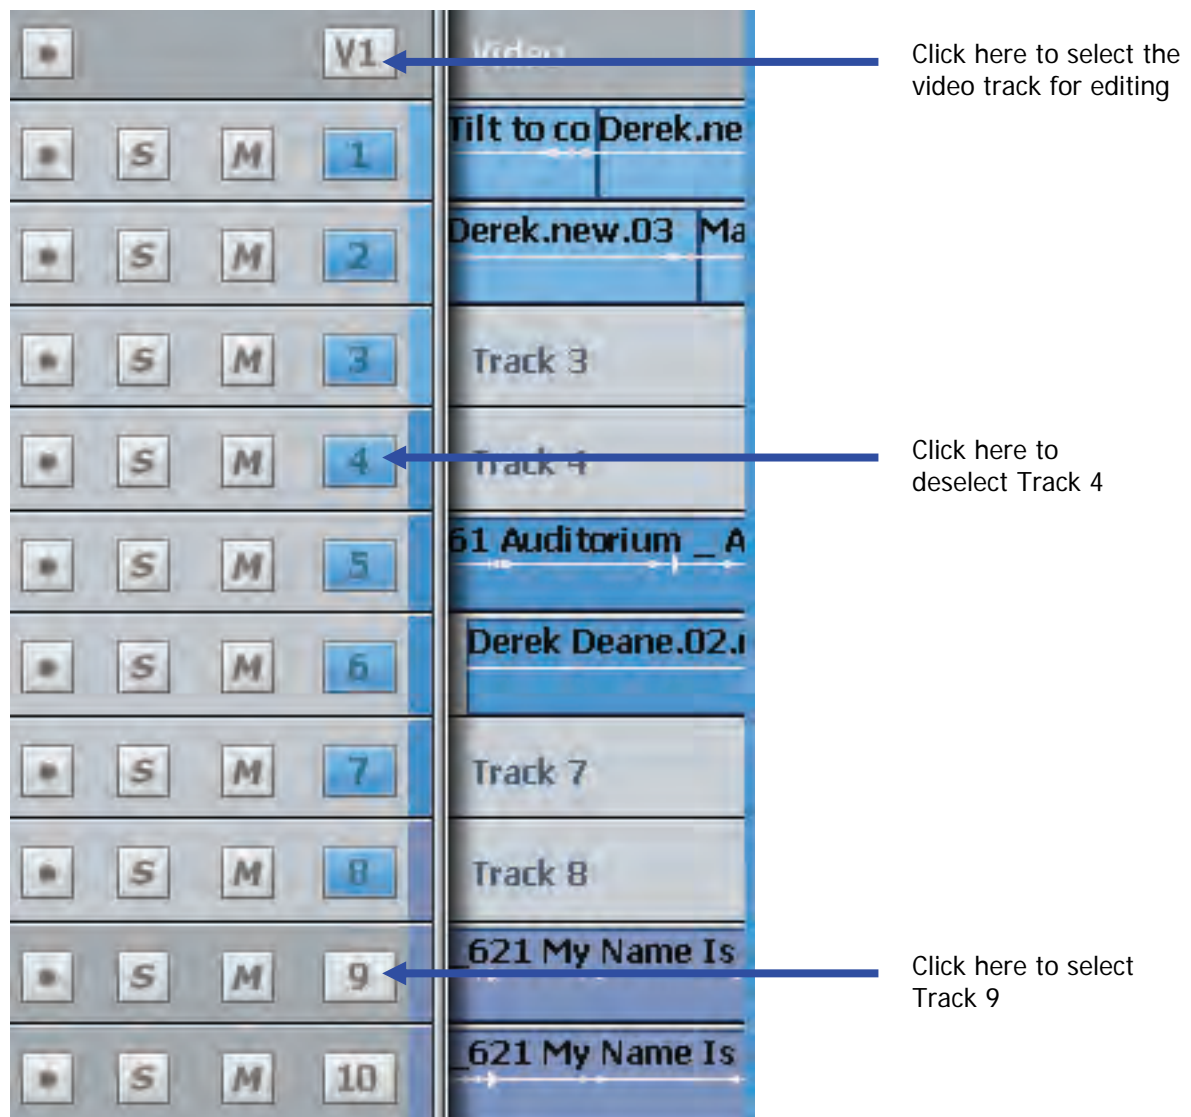 V1 Video
Click here to select the
video track for editing
S M 1 Tilt to co Derek.ne
S M 2 Derek.new.03 Ma
S M 3 Track 3
S M 4 Track 4
Click here to
deselect Track 4
S M 5 61 Auditorium _ A
S M 6 Derek Deane.02.
S M 7 Track 7
S M 8 Track 8
S M 9 _621 My Name Is
Click here to select
Track 9
S M 10 _621 My Name Is